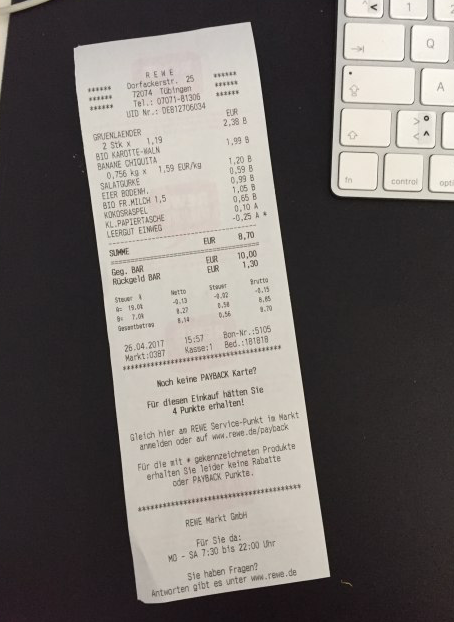 REWE
Dorfackerstr. 25
72074 Tübingen
Tel.: 07071-81306
UID Nr.: DE812706034
EUR
GRUENLAENDER 2,38 B
2 Stk x 1,19
BIO KAROTTE-WALN 1,99 B
BANANE CHIQUITA 1,20 B
0,756 kg x 1,59 EUR/kg
SALATGURKE 0,59 B
EIER BODENH. 0,99 B
BIO FR.MILCH 1,5 1,05 B
KOKOSRASPEL 0,65 B
KL.PAPIERTASCHE 0,10 A
LEERGUT EINWEG -0,25 A *
SUMME EUR 8,70
Geg. BAR EUR 10,00
Rückgeld BAR EUR 1,30
Steuer % Netto Steuer Brutto
A= 19,0% -0,13 -0,02 -0,15
B= 7,0% 8,27 0,58 8,85
Gesamtbetrag 8,14 0,56 8,70
26.04.2017 15:57 Bon-Nr.:5105
Markt:0387 Kasse:1 Bed.:181818
****************************************
Noch keine PAYBACK Karte?
Für diesen Einkauf hätten Sie
4 Punkte erhalten!
Gleich hier am REWE Service-Punkt im Markt
anmelden oder auf www.rewe.de/payback
Für die mit * gekennzeichneten Produkte
erhalten Sie leider keine Rabatte
oder PAYBACK Punkte.
****************************************
REWE Markt GmbH
Für Sie da:
MO - SA 7:30 bis 22:00 Uhr
Sie haben Fragen?
Antworten gibt es unter www.rewe.de
1
Q
A
fn
control